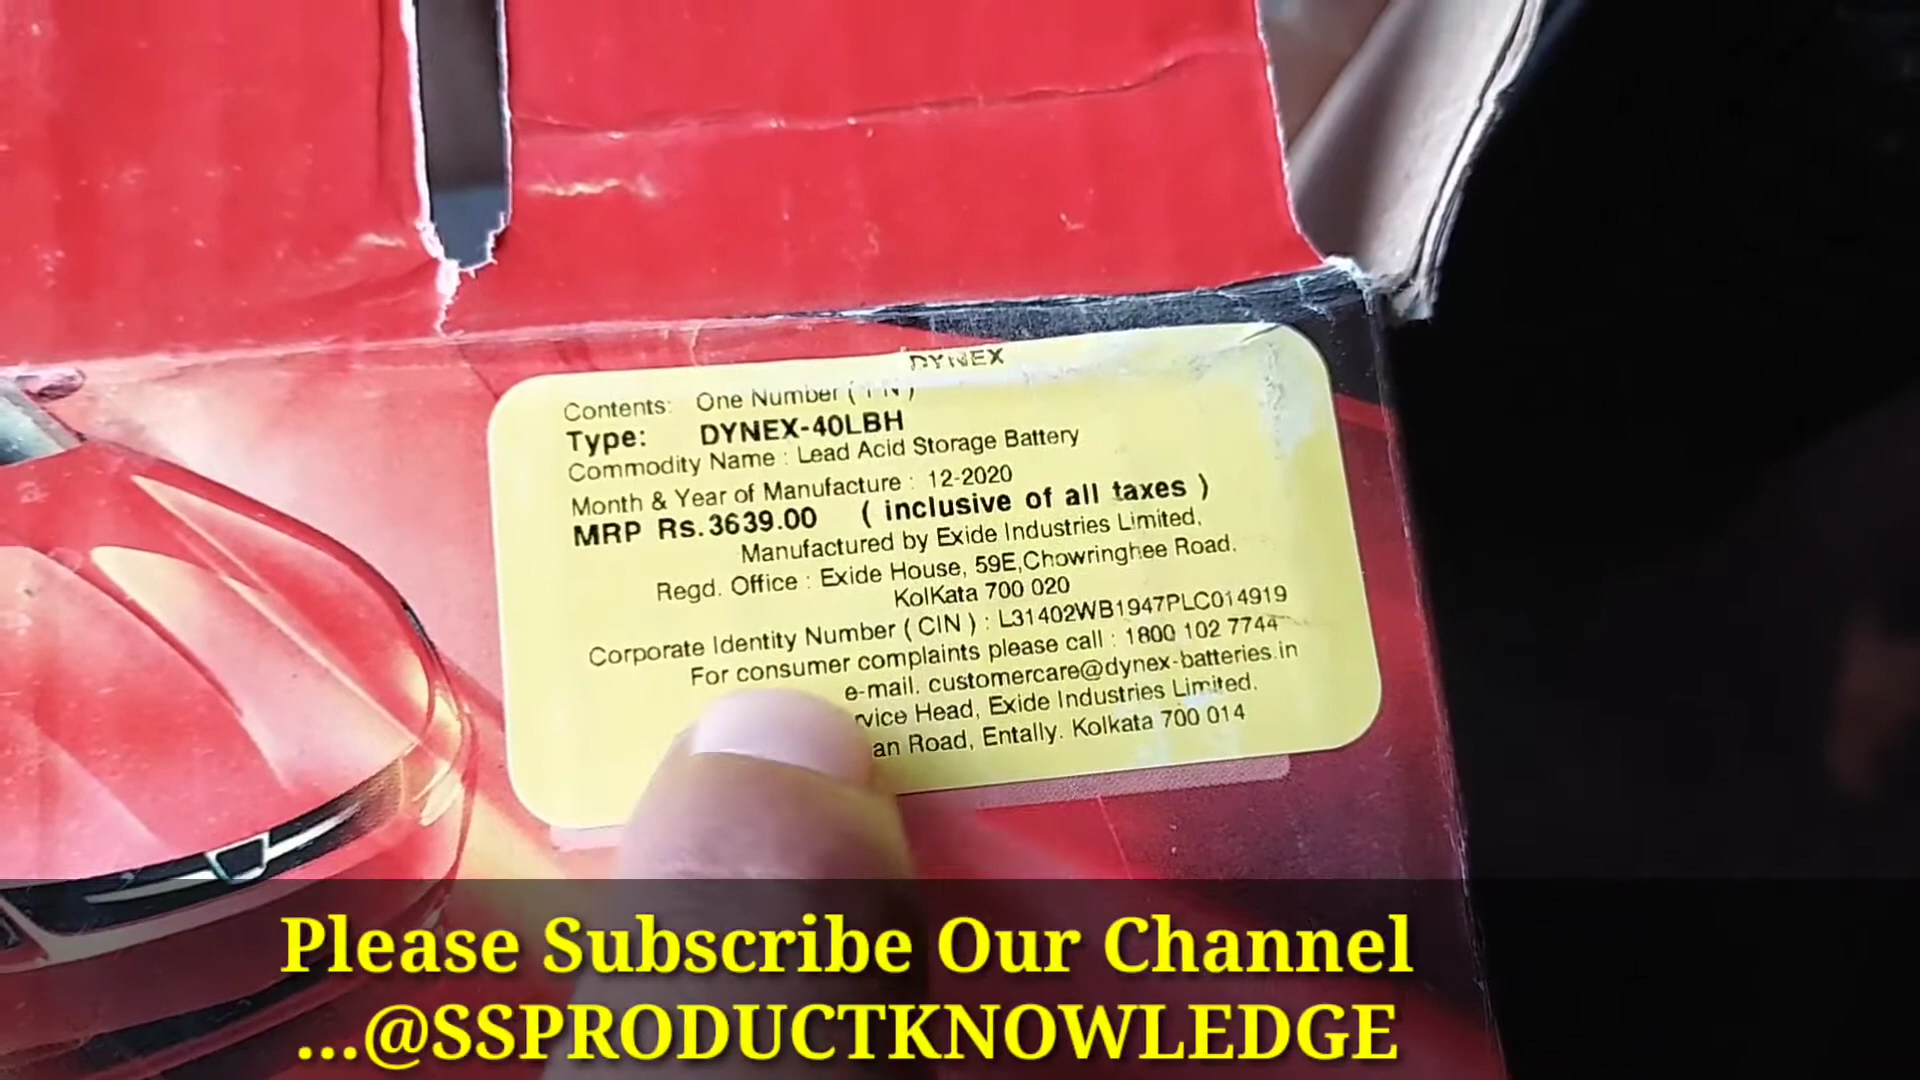 DYNEX
Contents: One Number ( 1 N )
Type: DYNEX-40LBH
Commodity Name : Lead Acid Storage Battery
Month & Year of Manufacture : 12-2020
MRP Rs.3639.00 ( inclusive of all taxes )
Manufactured by Exide Industries Limited,
Regd. Office : Exide House, 59E,Chowringhee Road.
KolKata 700 020
Corporate Identity Number ( CIN ) : L31402WB1947PLC014919
For consumer complaints please call : 1800 102 7744
e-mail. customercare@dynex-batteries.in
Head, Exide Industries Limited.
Road, Entally. Kolkata 700 014
Please Subscribe Our Channel
...@SSPRODUCTKNOWLEDGE